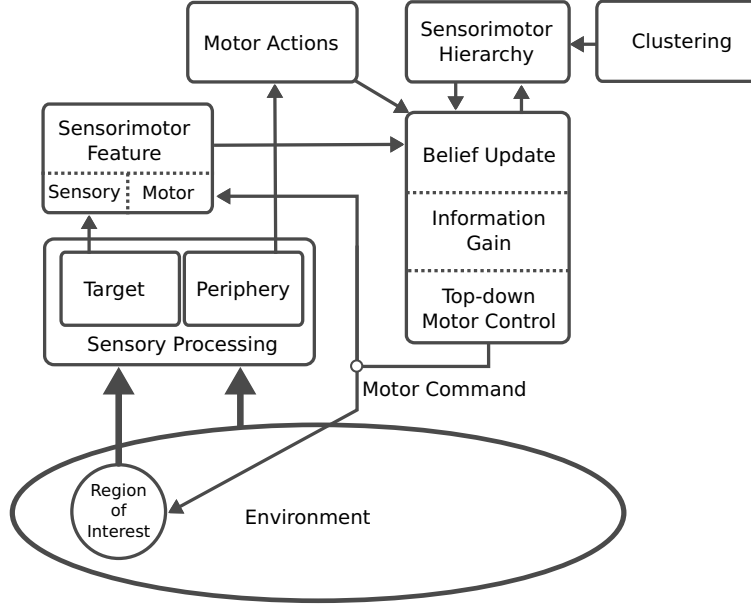 Motor Actions
Sensorimotor
Hierarchy
Clustering
Sensorimotor
Feature
Sensory
Motor
Belief Update
Information
Gain
Top-down
Motor Control
Target
Periphery
Sensory Processing
Motor Command
Region
of
Interest
Environment